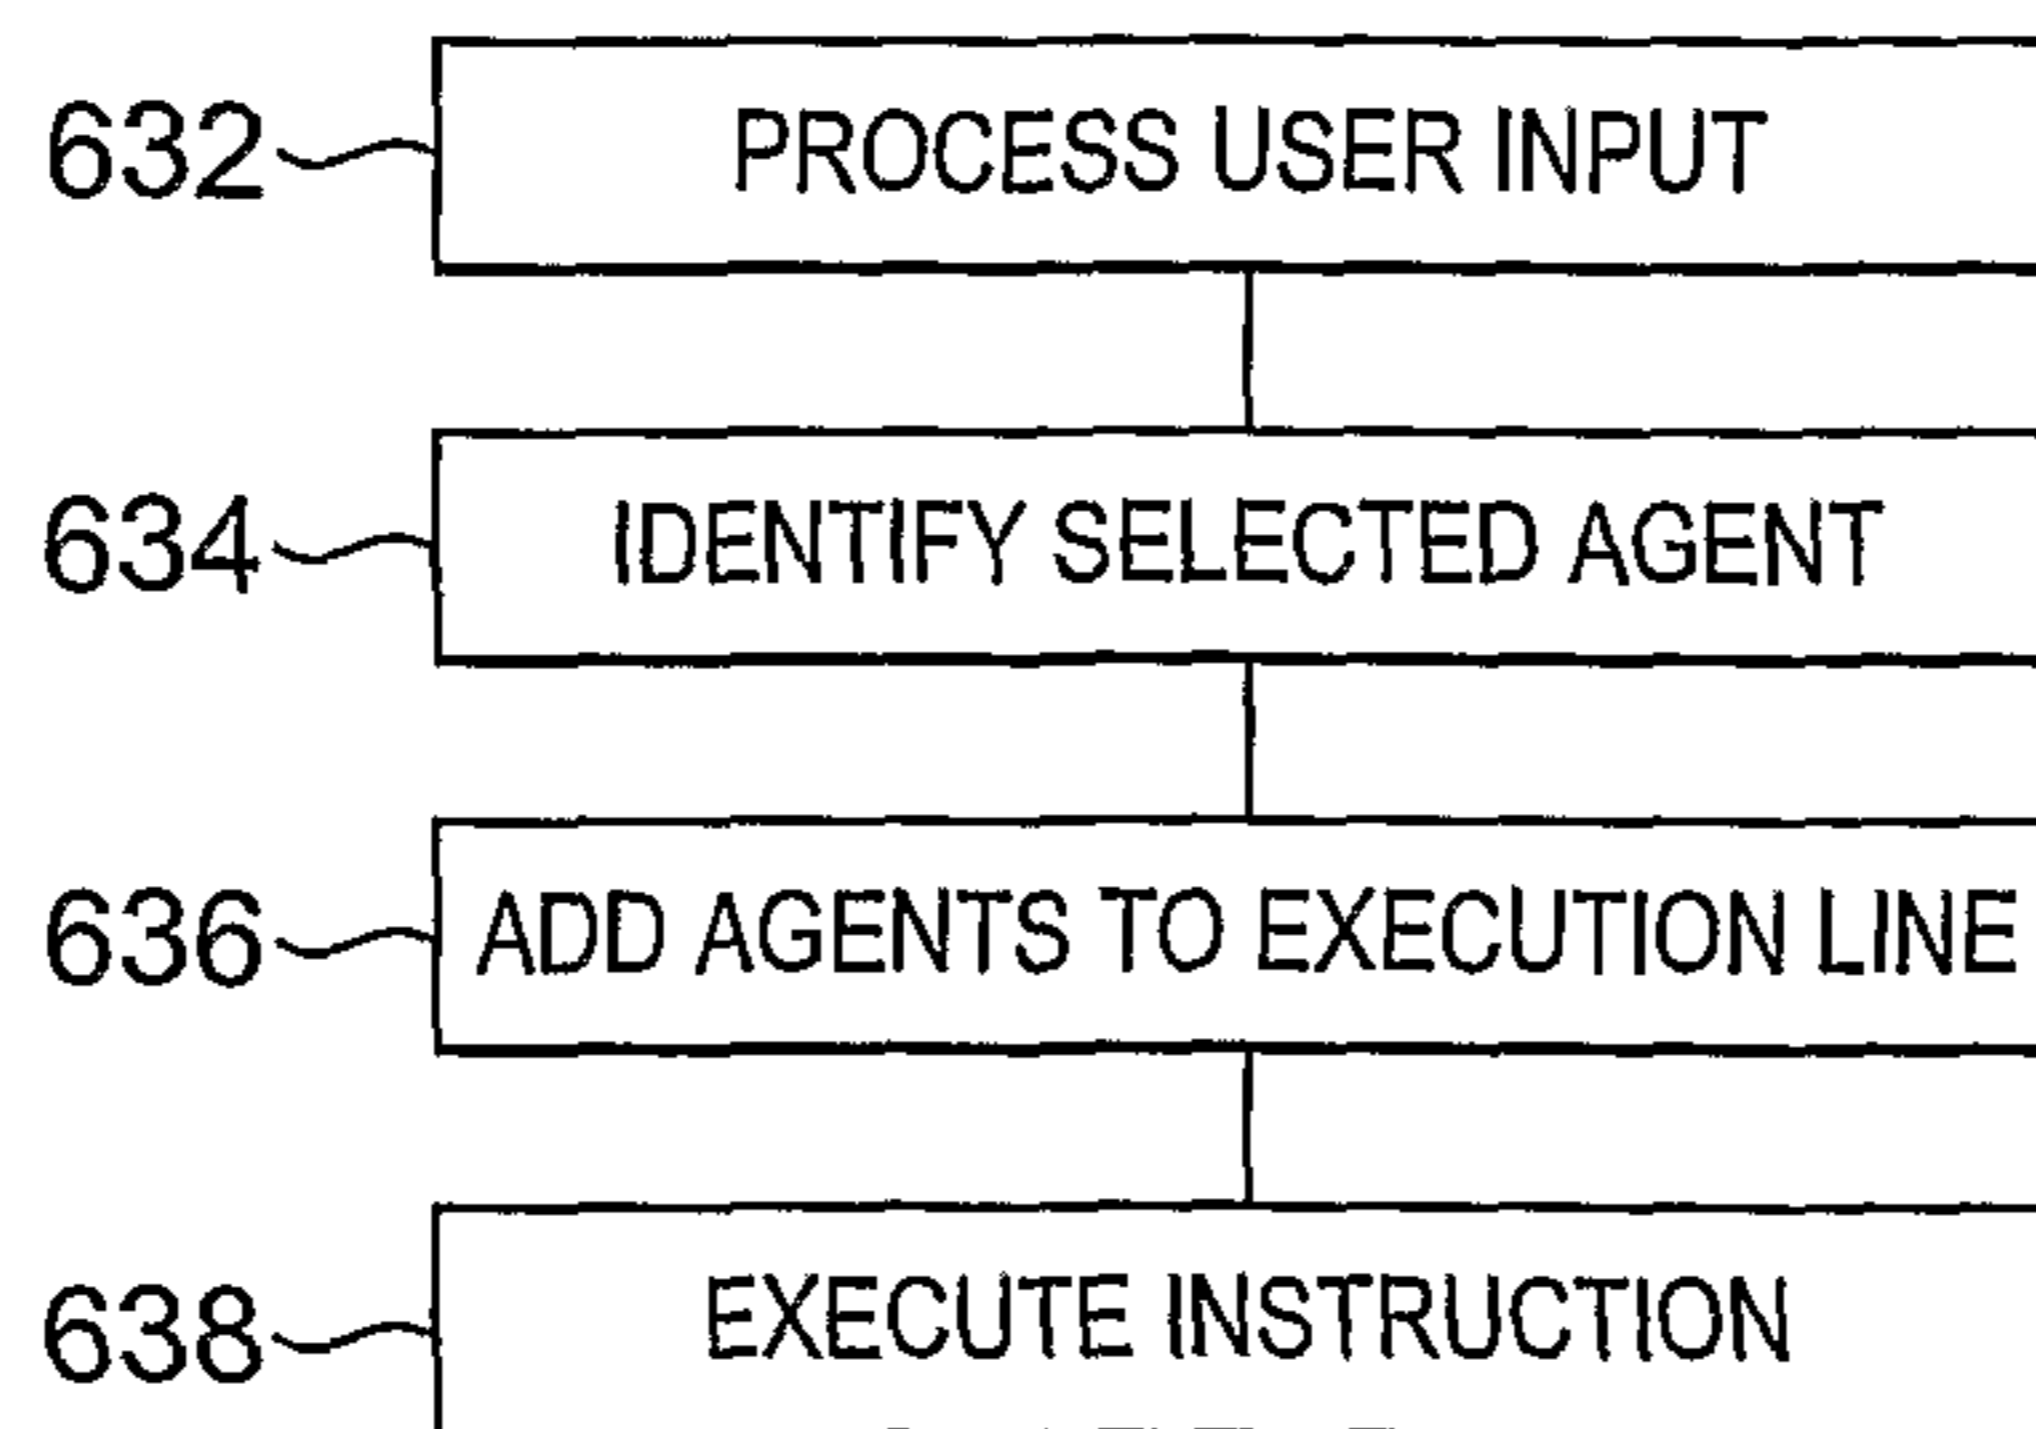 632 PROCESS USER INPUT
634 IDENTIFY SELECTED AGENT
636 ADD AGENTS TO EXECUTION LINE
638 EXECUTE INSTRUCTION